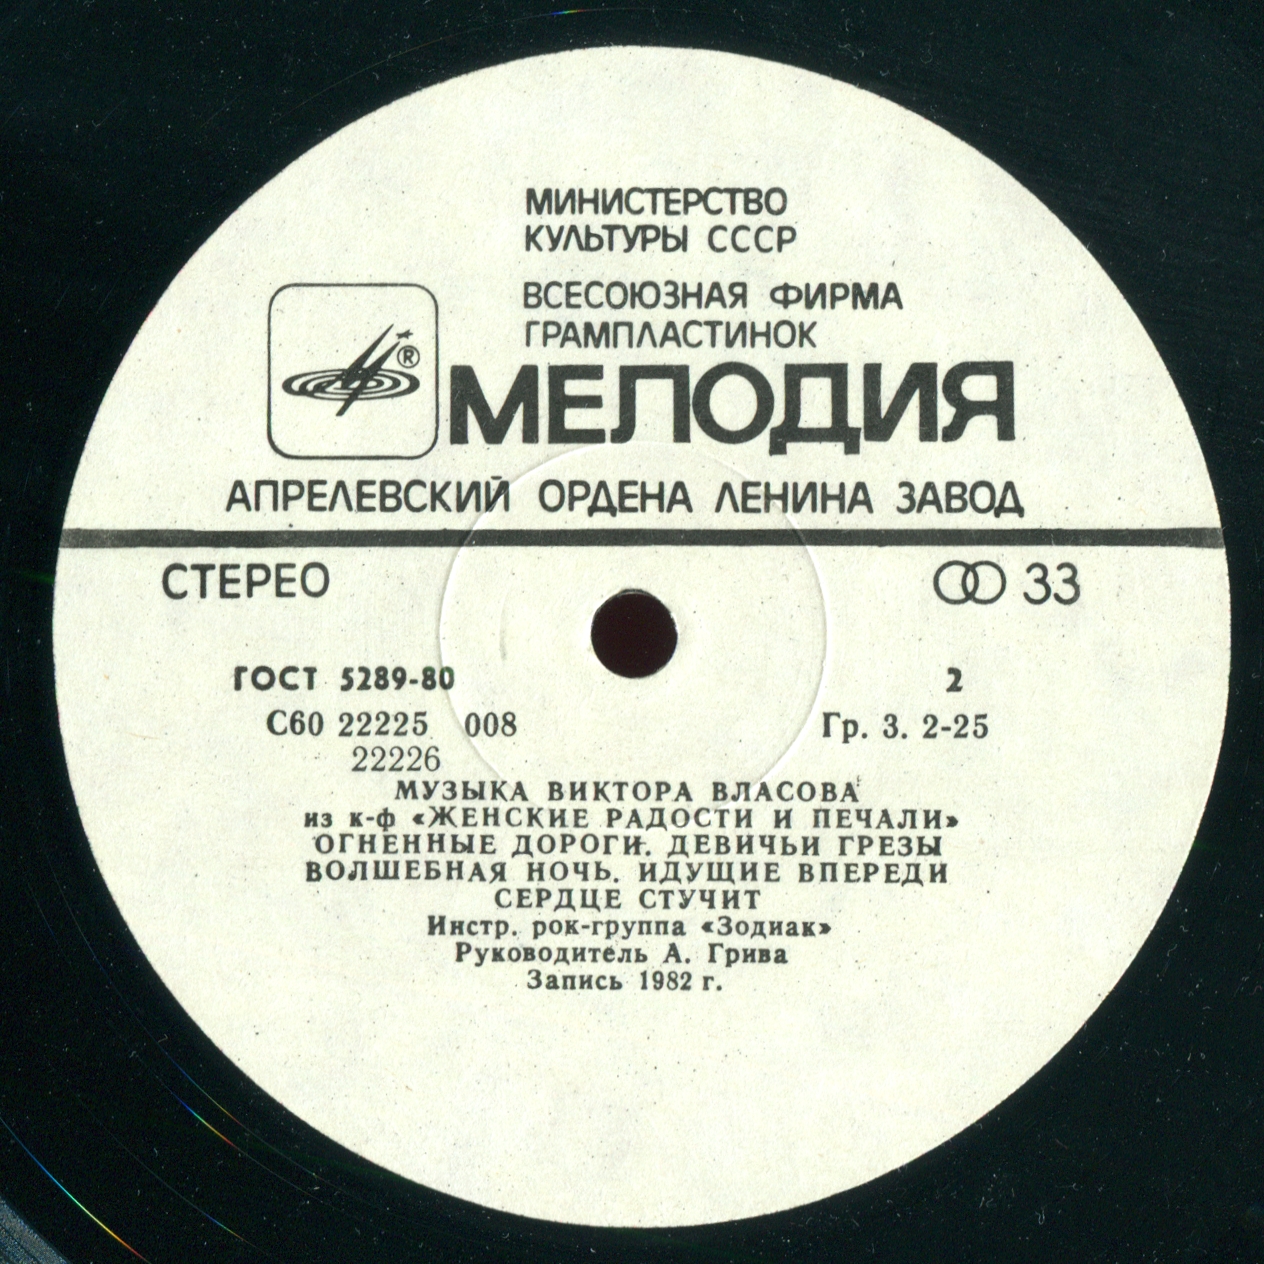 МИНИСТЕРСТВО
КУЛЬТУРЫ СССР
ВСЕСОЮЗНАЯ ФИРМА
ГРАМПЛАСТИНОК
®
МЕЛОДИЯ
АПРЕЛЕВСКИЙ ОРДЕНА ЛЕНИНА ЗАВОД
СТЕРЕО 33
ГОСТ 5289-80 2
С60 22225 008 Гр. 3. 2-25
22226
МУЗЫКА ВИКТОРА ВЛАСОВА
из к-ф «ЖЕНСКИЕ РАДОСТИ И ПЕЧАЛИ»
ОГНЕННЫЕ ДОРОГИ. ДЕВИЧЬИ ГРЕЗЫ
ВОЛШЕБНАЯ НОЧЬ. ИДУЩИЕ ВПЕРЕДИ
СЕРДЦЕ СТУЧИТ
Инстр. рок-группа «Зодиак»
Руководитель А. Грива
Запись 1982 г.